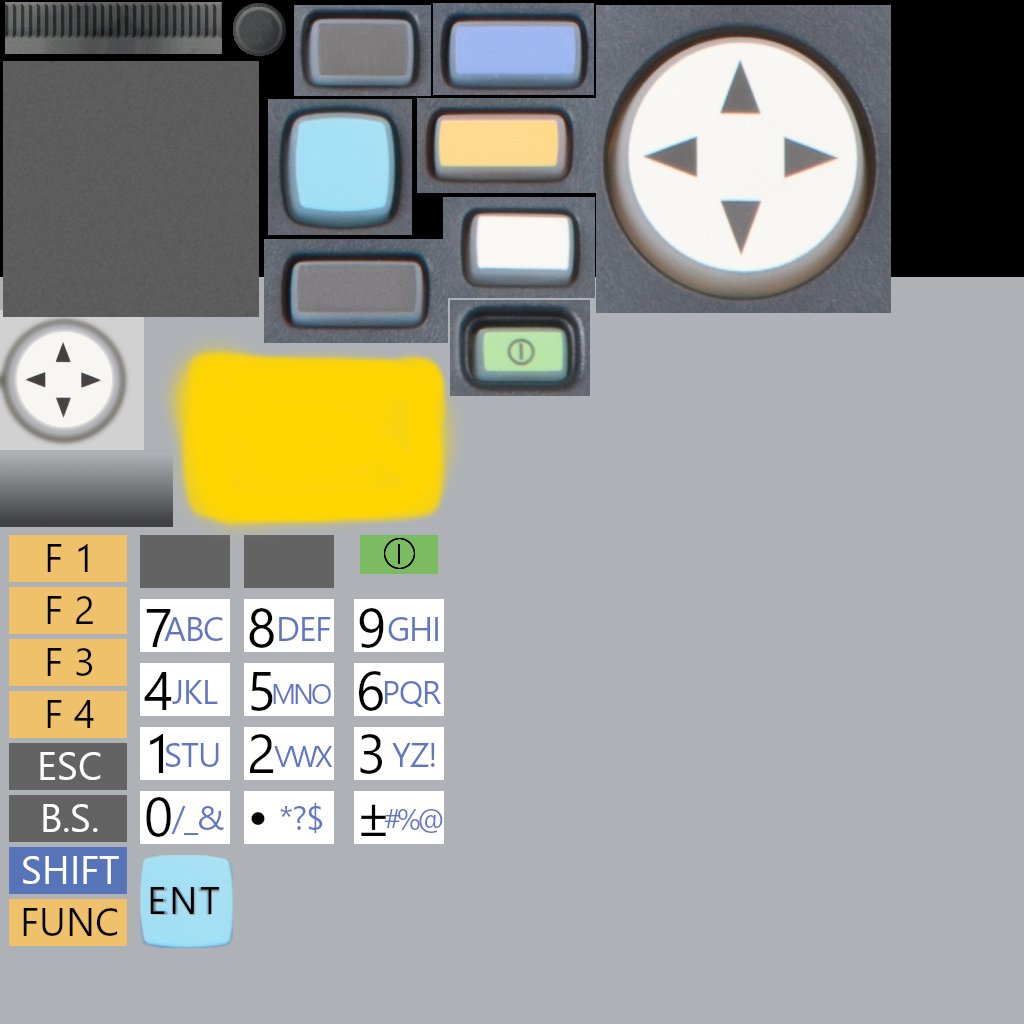 F 1
F 2
F 3
F 4
ESC
B.S.
SHIFT
FUNC
7ABC 8DEF 9GHI
4JKL 5MNO 6PQR
1STU 2VWX 3 YZ!
0/_& • *?$ ±#%@
ENT